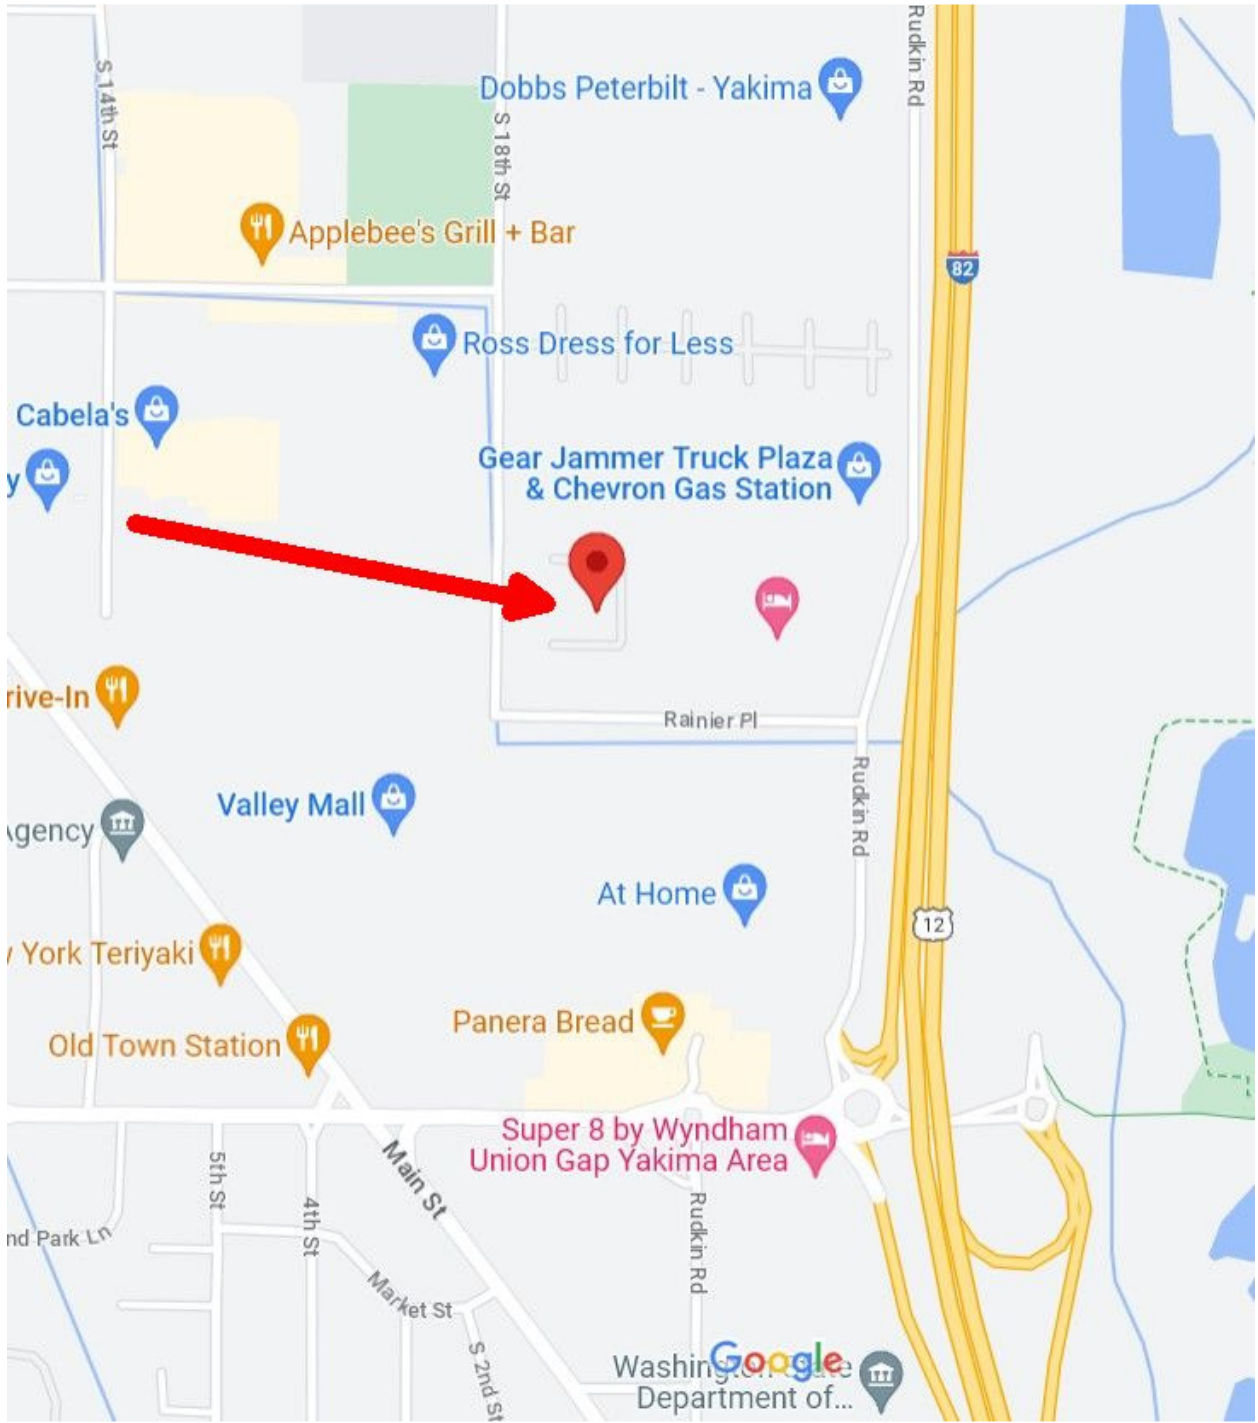 Rudkin Rd
S 14th St
Dobbs Peterbilt - Yakima
S 18th St
Applebee's Grill + Bar
82
Ross Dress for Less
Cabela's
y
Gear Jammer Truck Plaza
& Chevron Gas Station
rive-In
Rainier Pl
Rudkin Rd
Valley Mall
Agency
At Home
12
York Teriyaki
Panera Bread
Old Town Station
Super 8 by Wyndham
Union Gap Yakima Area
Main St
5th St
4th St
Rudkin Rd
nd Park Ln
Market St
S 2nd St
Google
Washington State
Department of...